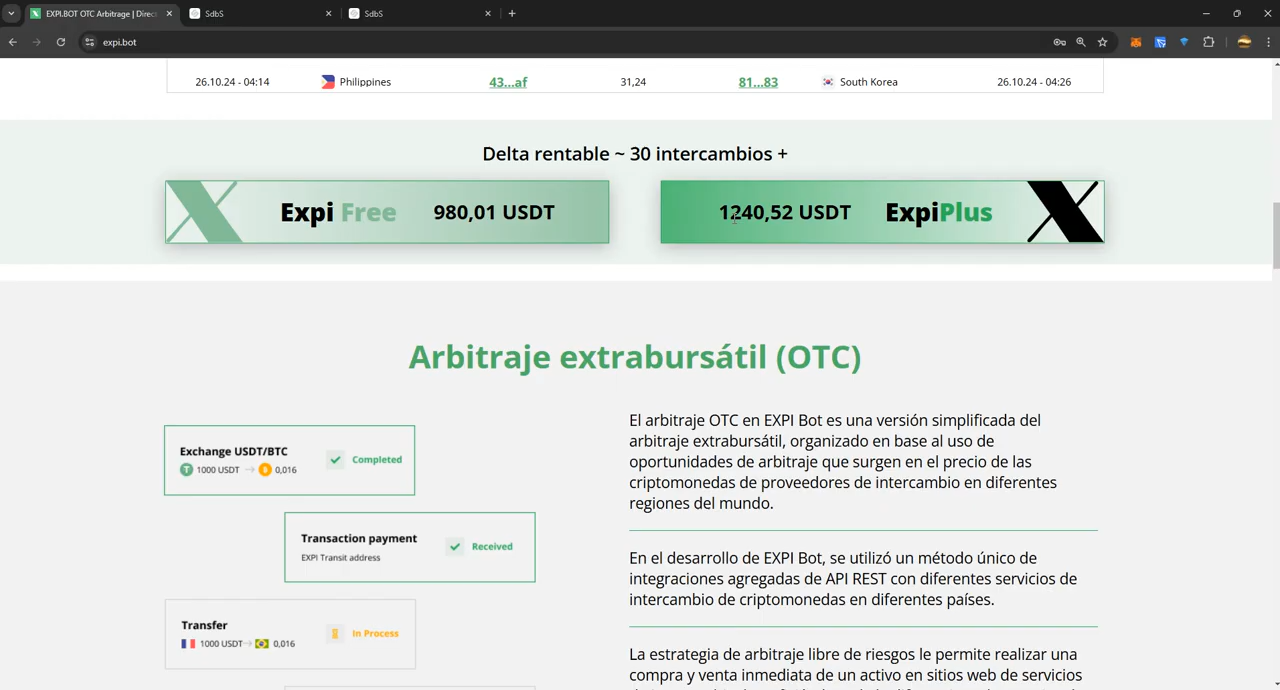 EXPI.BOT OTC Arbitrage | Direc
SdbS
SdbS
expi.bot
26.10.24 - 04:14 Philippines 43...af 31,24 81...83 South Korea 26.10.24 - 04:26
Delta rentable ~ 30 intercambios +
Expi Free 980,01 USDT
1240,52 USDT ExpiPlus
Arbitraje extrabursátil (OTC)
Exchange USDT/BTC
1000 USDT → 0,016
Completed
Transaction payment
EXPI Transit address
Received
Transfer
1000 USDT → 0,016
In Process
El arbitraje OTC en EXPI Bot es una versión simplificada del
arbitraje extrabursátil, organizado en base al uso de
oportunidades de arbitraje que surgen en el precio de las
criptomonedas de proveedores de intercambio en diferentes
regiones del mundo.
En el desarrollo de EXPI Bot, se utilizó un método único de
integraciones agregadas de API REST con diferentes servicios de
intercambio de criptomonedas en diferentes países.
La estrategia de arbitraje libre de riesgos le permite realizar una
compra y venta inmediata de un activo en sitios web de servicios